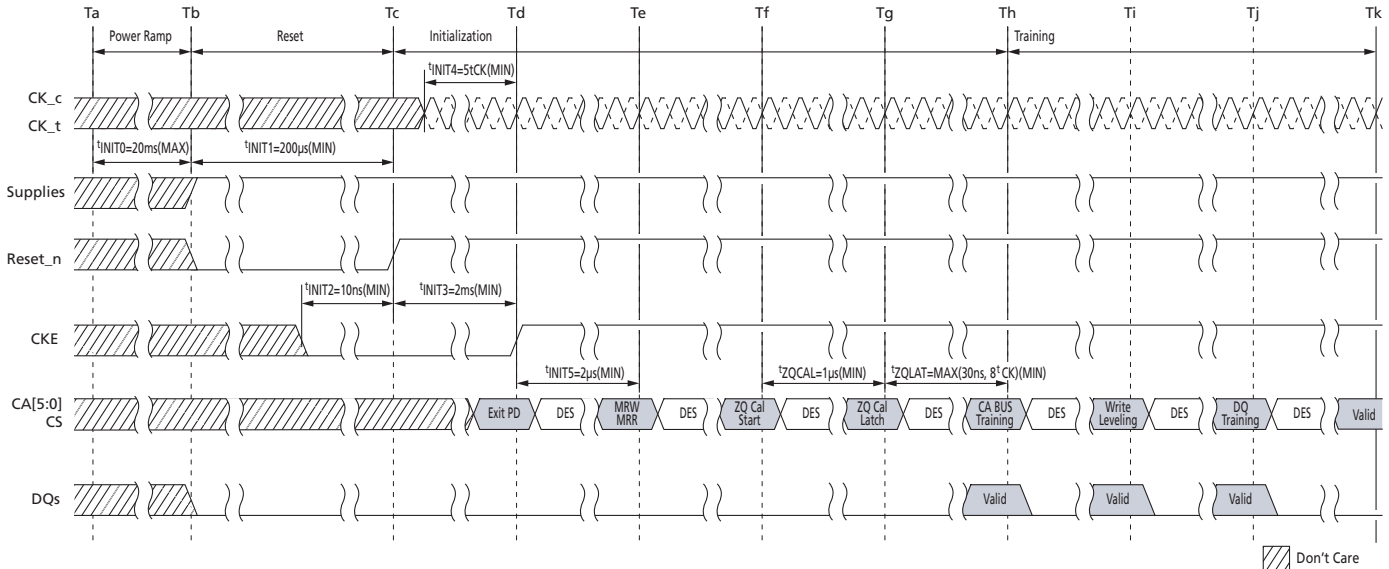 Ta Tb Tc Td Te Tf Tg Th Ti Tj Tk
Power Ramp Reset Initialization Training
tINIT4=5tCK(MIN)
CK_c
CK_t
tINIT0=20ms(MAX) tINIT1=200μs(MIN)
Supplies
Reset_n
tINIT2=10ns(MIN) tINIT3=2ms(MIN)
CKE
tINIT5=2μs(MIN) tZQCAL=1μs(MIN) tZQLAT=MAX(30ns, 8tCK)(MIN)
CA[5:0]
CS
Exit PD DES MRW MRR DES ZQ Cal Start DES ZQ Cal Latch DES CA BUS Training DES Write Leveling DES DQ Training DES Valid
DQs Valid Valid Valid
Don't Care